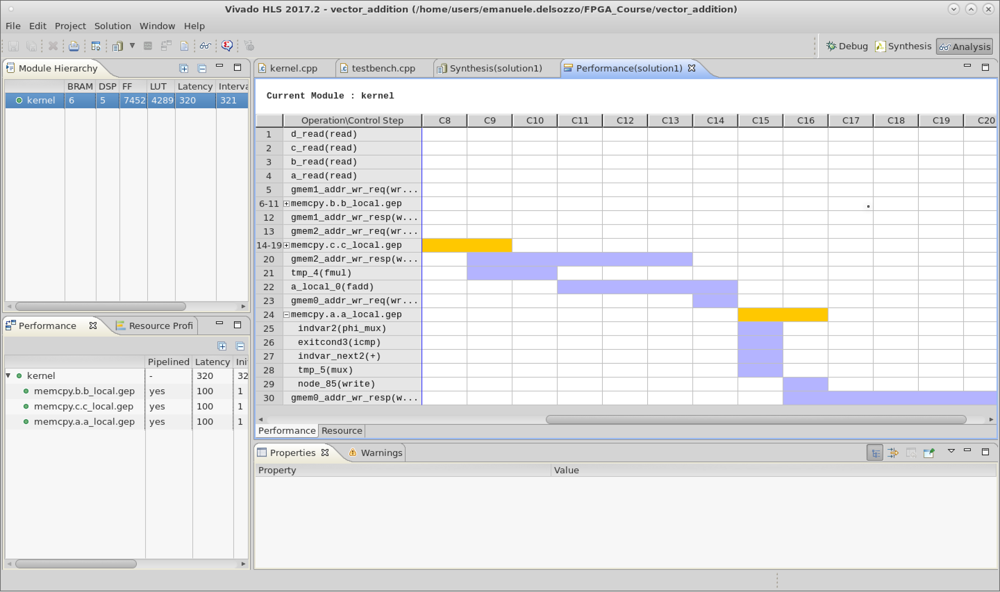 Vivado HLS 2017.2 - vector_addition (/home/users/emanuele.delsozzo/FPGA_Course/vector_addition)
File Edit Project Solution Window Help
Debug Synthesis Analysis
Module Hierarchy
BRAM DSP FF LUT Latency Interva
kernel 6 5 7452 4289 320 321
kernel.cpp testbench.cpp Synthesis(solution1) Performance(solution1)
Current Module : kernel
Operation\Control Step C8 C9 C10 C11 C12 C13 C14 C15 C16 C17 C18 C19 C20
1 d_read(read)
2 c_read(read)
3 b_read(read)
4 a_read(read)
5 gmem1_addr_wr_req(wr...
6-11 memcpy.b.b_local.gep
12 gmem1_addr_wr_resp(w...
13 gmem2_addr_wr_req(wr...
14-19 memcpy.c.c_local.gep
20 gmem2_addr_wr_resp(w...
21 tmp_4(fmul)
22 a_local_0(fadd)
23 gmem0_addr_wr_req(wr...
24 memcpy.a.a_local.gep
25 indvar2(phi_mux)
26 exitcond3(icmp)
27 indvar_next2(+)
28 tmp_5(mux)
29 node_85(write)
30 gmem0_addr_wr_resp(w...
Performance Resource
Performance Resource Profi
Pipelined Latency Ini
kernel - 320 32
memcpy.b.b_local.gep yes 100 1
memcpy.c.c_local.gep yes 100 1
memcpy.a.a_local.gep yes 100 1
Properties Warnings
Property Value